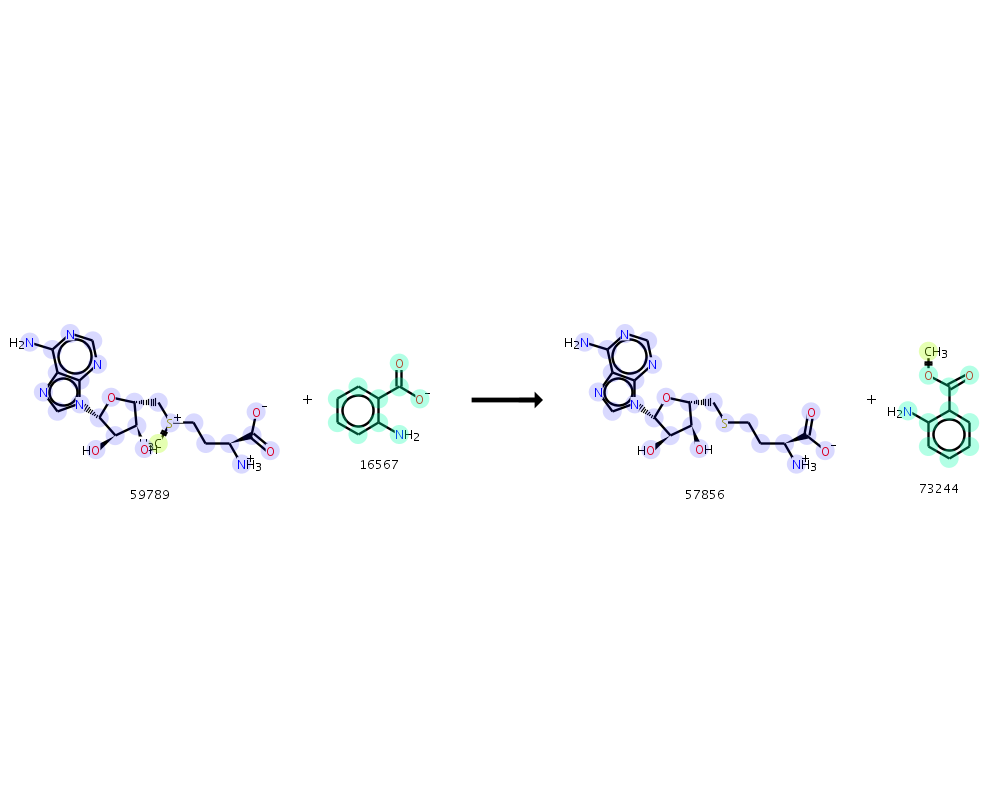 H₂N N N N N O HO OH H₃C S⁺ O⁻ O NH₃⁺
59789
+
O O⁻ NH₂
16567
H₂N N N N N O HO OH S O O⁻ NH₃⁺
57856
+
CH₃ O O H₂N
73244